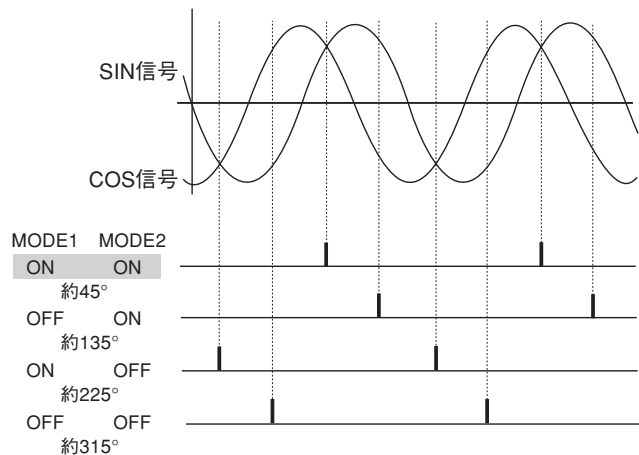 SIN信号
COS信号
MODE1 MODE2
ON ON
約45°
OFF ON
約135°
ON OFF
約225°
OFF OFF
約315°